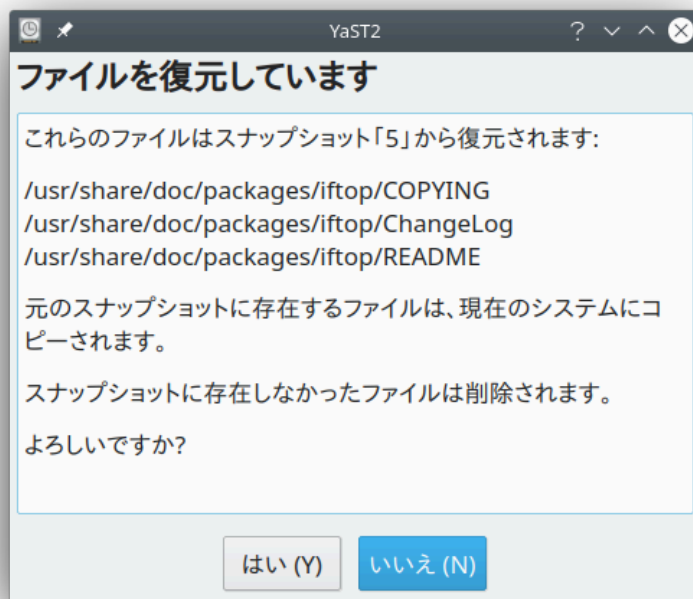 YaST2
ファイルを復元しています
これらのファイルはスナップショット「5」から復元されます:
/usr/share/doc/packages/iftop/COPYING
/usr/share/doc/packages/iftop/ChangeLog
/usr/share/doc/packages/iftop/README
元のスナップショットに存在するファイルは、現在のシステムにコ
ピーされます。
スナップショットに存在しなかったファイルは削除されます。
よろしいですか?
はい (Y)
いいえ (N)